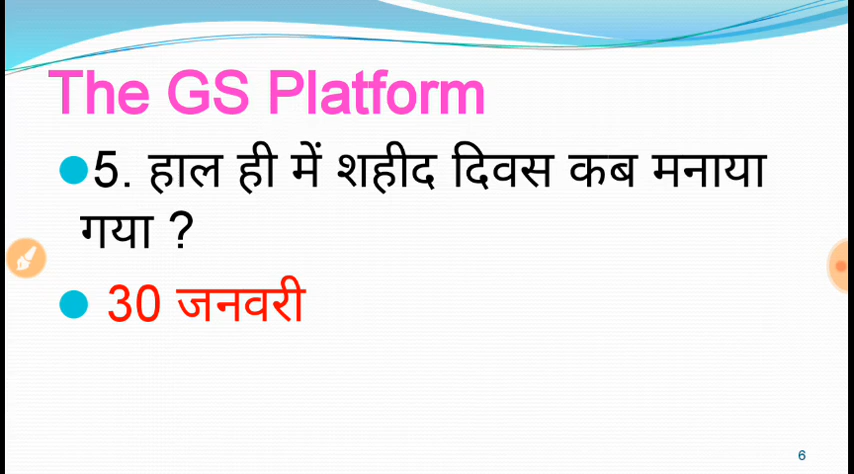 The GS Platform
5. हाल ही में शहीद दिवस कब मनाया
गया ?
30 जनवरी
6